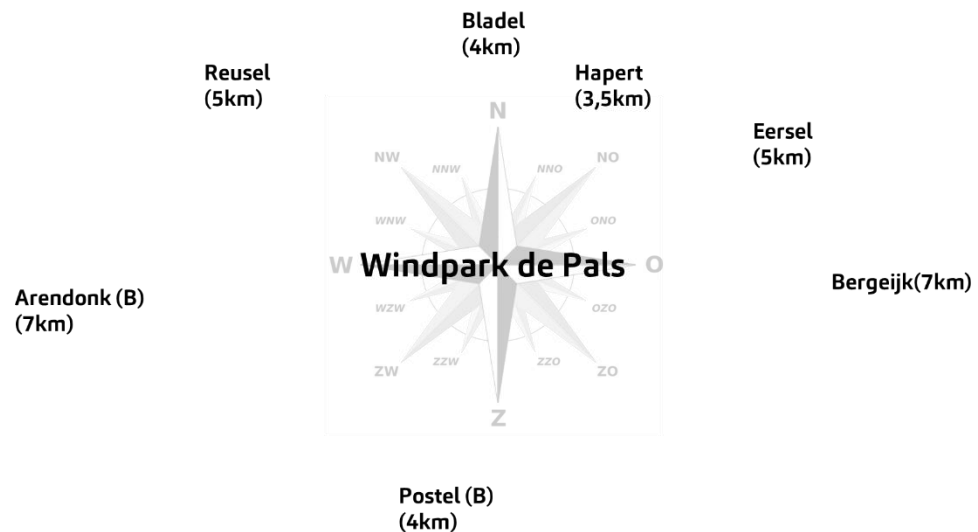 Bladel
(4km)
Reusel
(5km)
Hapert
(3,5km)
N
Eersel
(5km)
NW
NNW
NNO
NO
WNW
ONO
W
Windpark de Pals
O
Arendonk (B)
(7km)
Bergeijk(7km)
WZW
OZO
ZW
ZZW
ZZO
ZO
Z
Postel (B)
(4km)